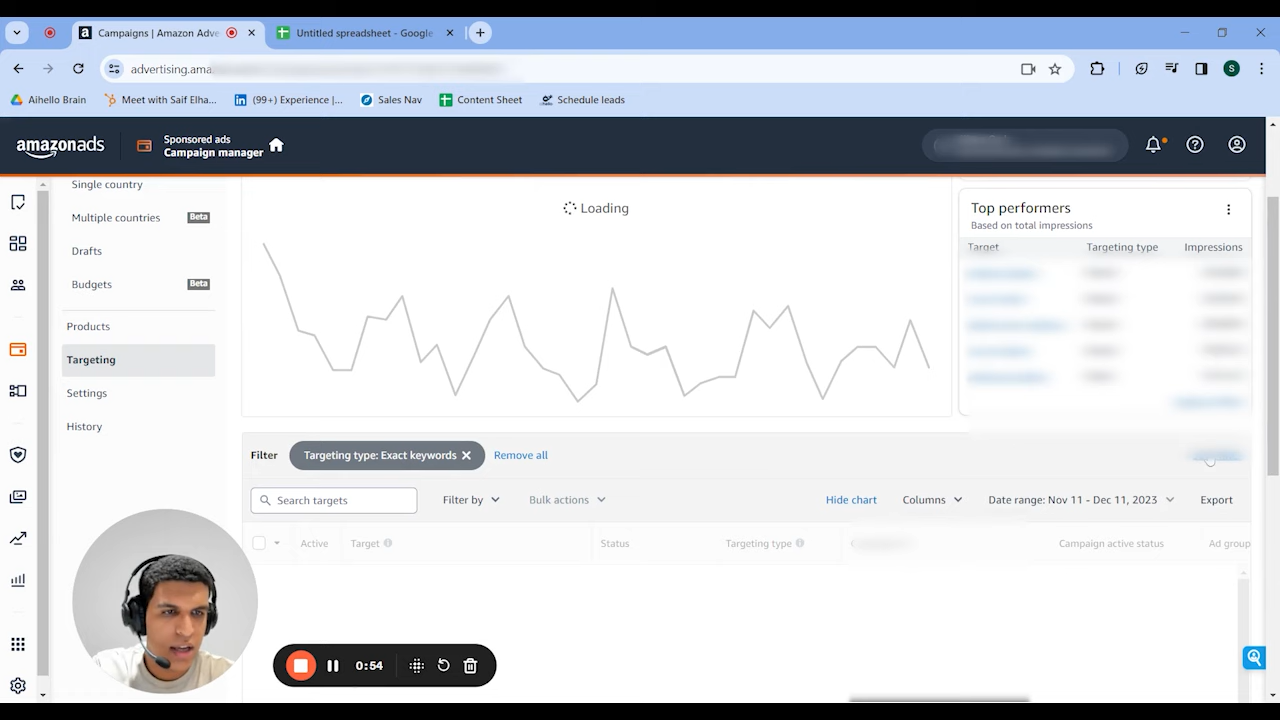 Campaigns | Amazon Adve
Untitled spreadsheet - Google
advertising.ama
S
Aihello Brain
Meet with Saif Elha...
(99+) Experience |...
Sales Nav
Content Sheet
Schedule leads
amazonads
Sponsored ads
Campaign manager
Single country
Multiple countries
Beta
Drafts
Budgets
Beta
Products
Targeting
Settings
History
Loading
Top performers
Based on total impressions
Target
Targeting type
Impressions
Filter
Targeting type: Exact keywords
Remove all
Search targets
Filter by
Bulk actions
Hide chart
Columns
Date range: Nov 11 - Dec 11, 2023
Export
Active
Target
Status
Targeting type
Campaign active status
Ad group
0:54